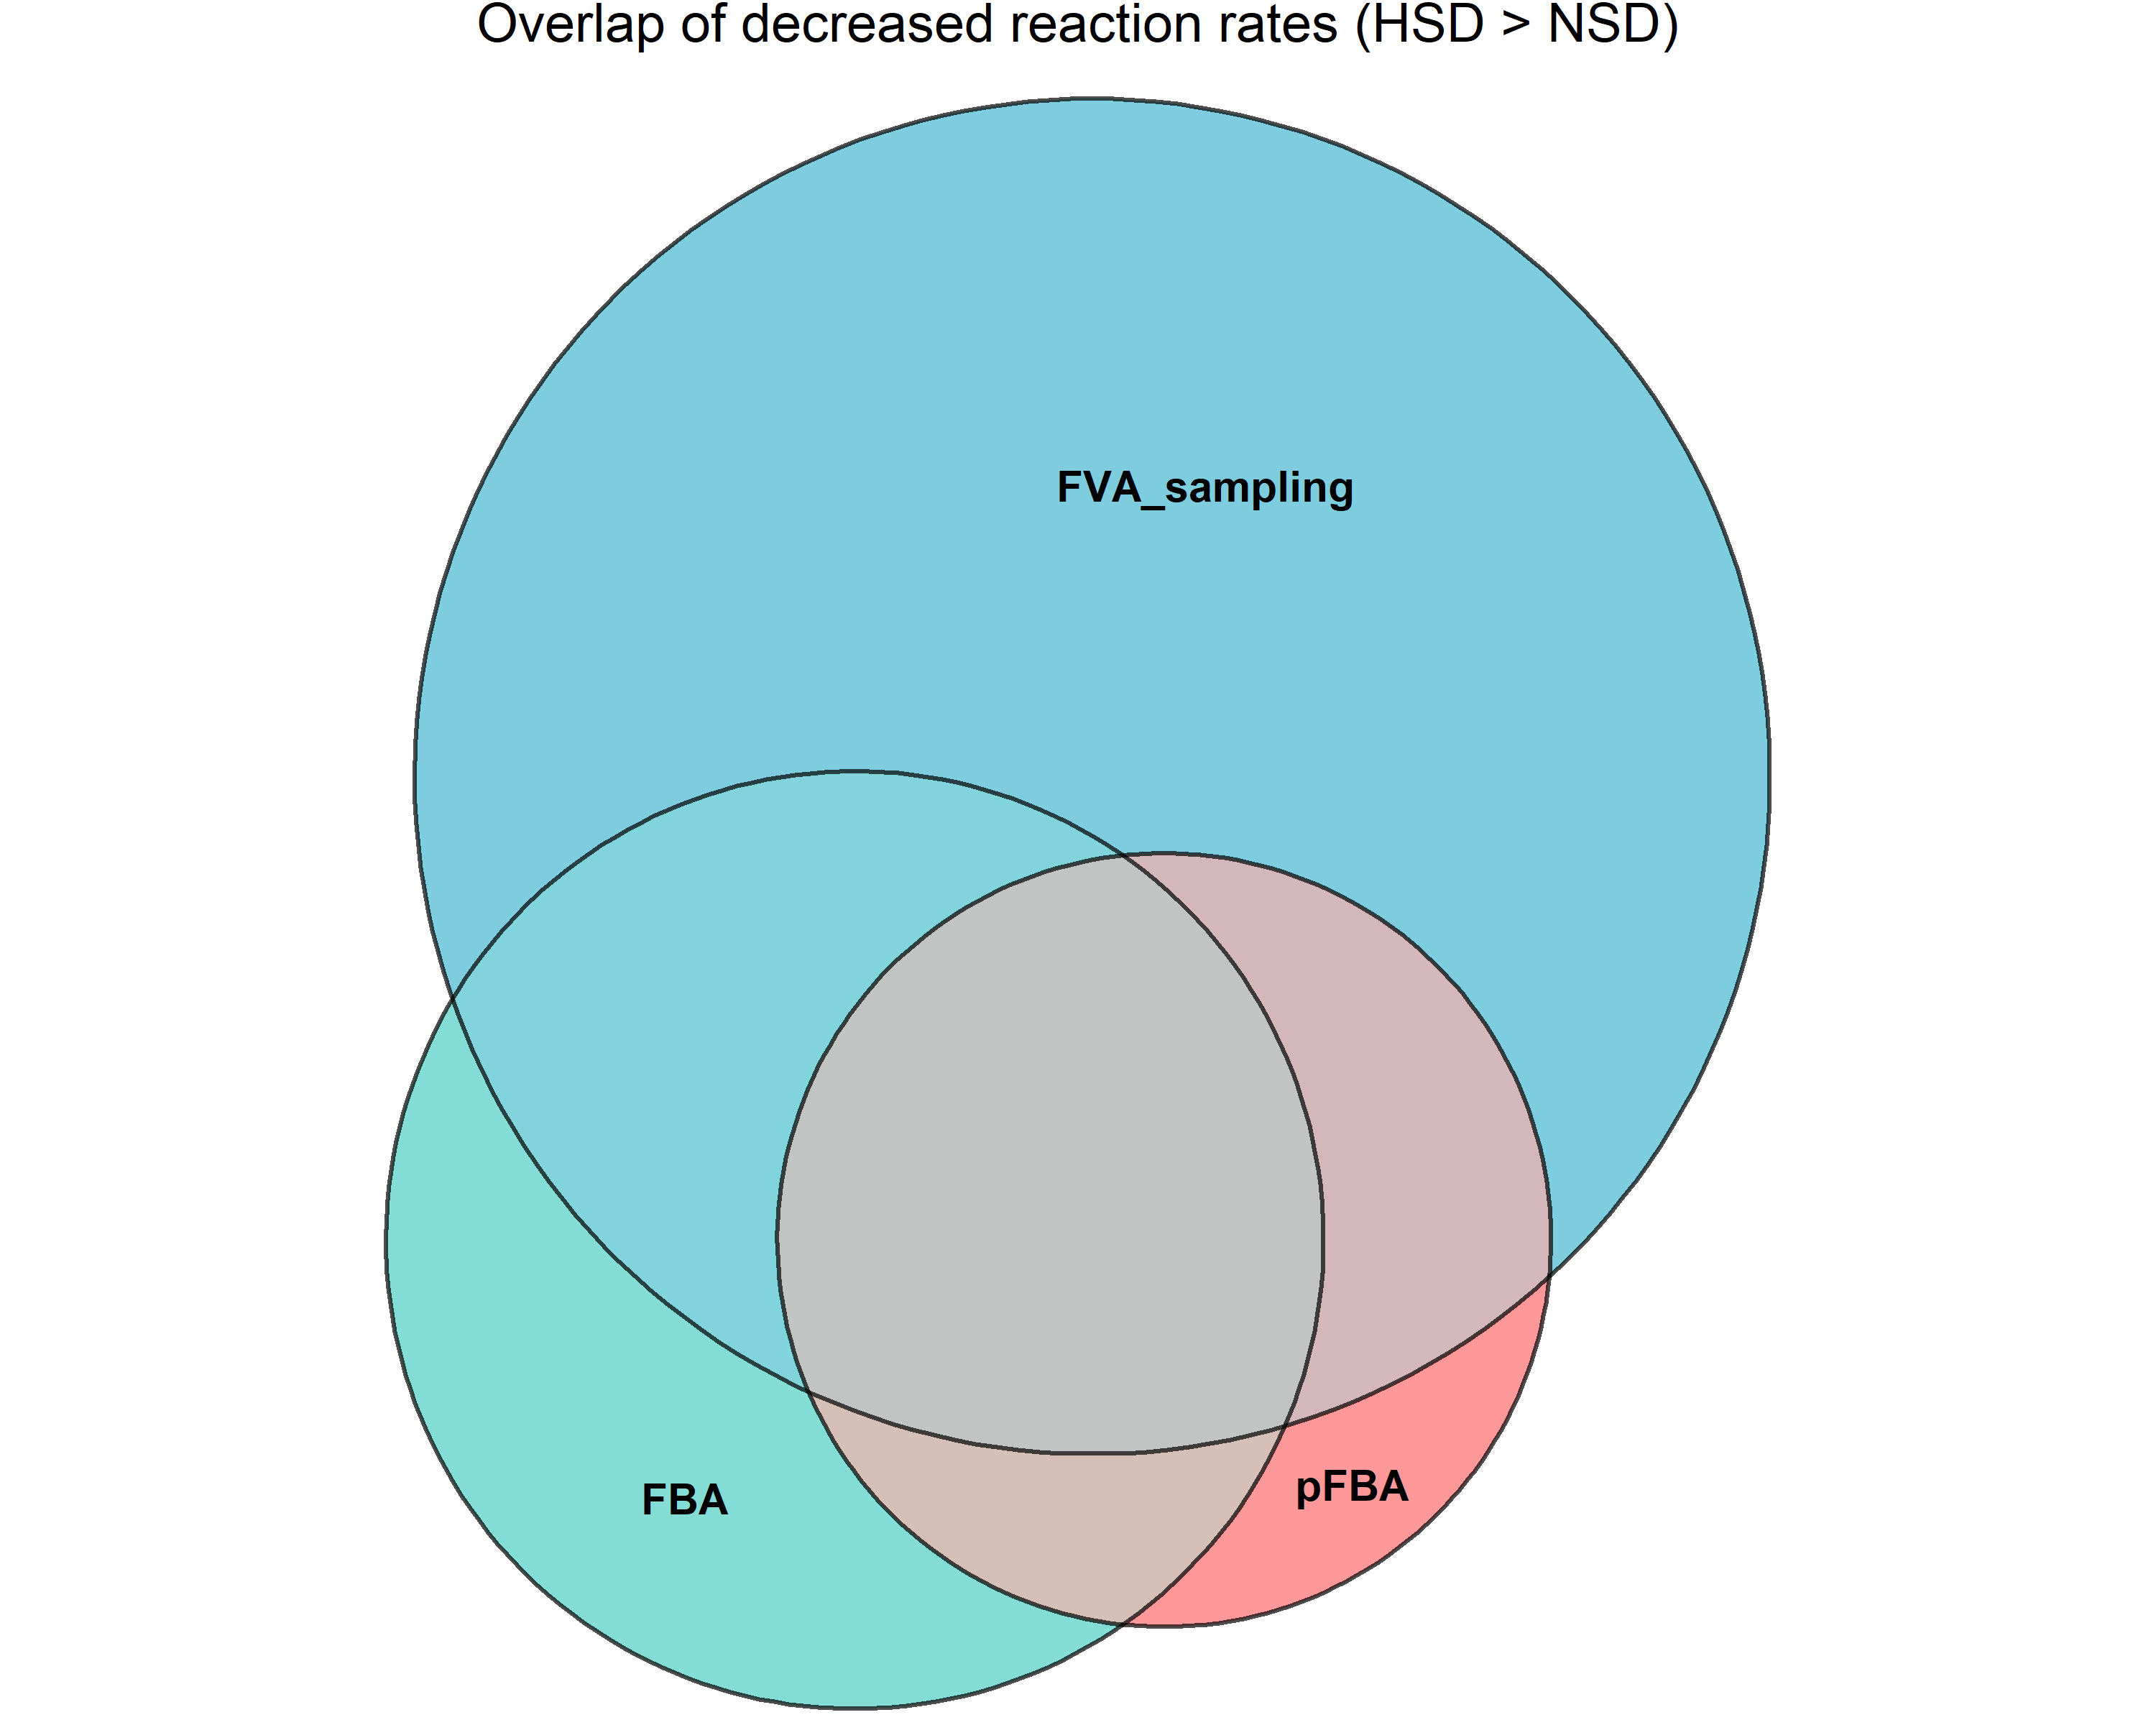 Overlap of decreased reaction rates (HSD > NSD)
FVA_sampling
FBA
pFBA